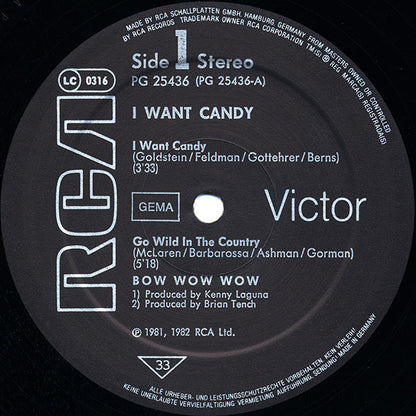 MADE BY RCA SCHALLPLATTEN GMBH, HAMBURG, GERMANY FROM MASTERS OWNED OR CONTROLLED
BY RCA RECORDS TRADEMARK OWNER RCA CORPORATION TM(S) ® REG MARCA(S) REGISTRADA(S)
Side 1 Stereo
PG 25436 (PG 25436-A)
LC 0316
I WANT CANDY
I Want Candy
(Goldstein/Feldman/Gottehrer/Berns)
(3'33)
RCA
GEMA
Victor
Go Wild In The Country
(McLaren/Barbarossa/Ashman/Gorman)
(5'18)
BOW WOW WOW
1) Produced by Kenny Laguna
2) Produced by Brian Tench
℗ 1981, 1982 RCA Ltd.
33
ALLE URHEBER- UND LEISTUNGSSCHUTZRECHTE VORBEHALTEN. KEIN VERLEIH!
KEINE UNERLAUBTE VERVIELFÄLTIGUNG, VERMIETUNG, AUFFÜHRUNG, SENDUNG! MADE IN GERMANY